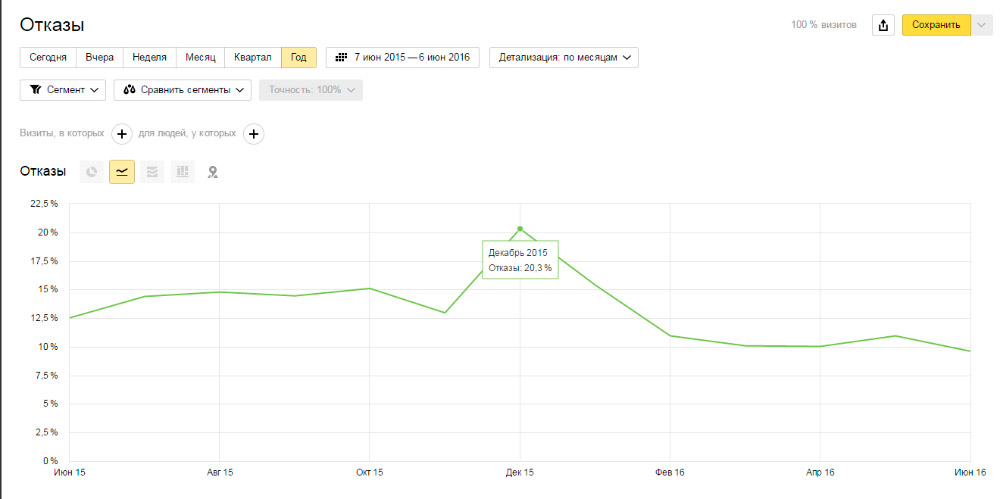 Отказы
100 % визитов
Сохранить
Сегодня Вчера Неделя Месяц Квартал Год 7 июн 2015 — 6 июн 2016 Детализация: по месяцам
Сегмент Сравнить сегменты Точность: 100%
Визиты, в которых + для людей, у которых +
Отказы
22,5 %
20 %
17,5 %
15 %
12,5 %
10 %
7,5 %
5 %
2,5 %
0 %
Декабрь 2015
Отказы: 20,3 %
Июн 15 Авг 15 Окт 15 Дек 15 Фев 16 Апр 16 Июн 16